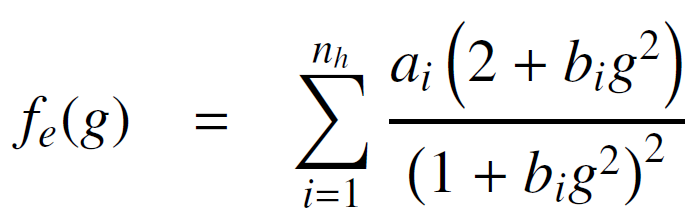 f_e(g) = \sum_{i=1}^{n_h} \frac{a_i \left(2 + b_i g^2\right)}{\left(1 + b_i g^2\right)^2}